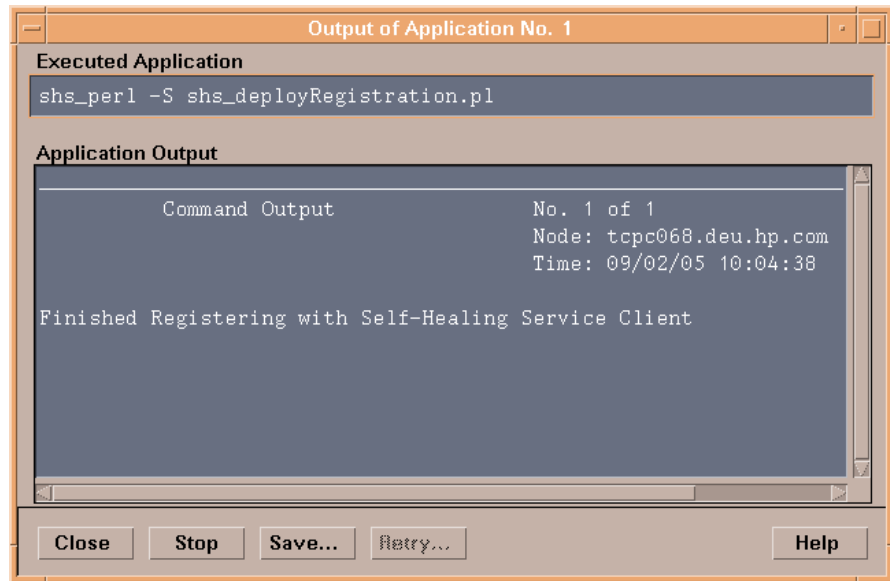 Output of Application No. 1
Executed Application
shs_perl -S shs_deployRegistration.pl
Application Output
Command Output No. 1 of 1
Node: tcpc068.deu.hp.com
Time: 09/02/05 10:04:38
Finished Registering with Self-Healing Service Client
Close Stop Save... Retry... Help